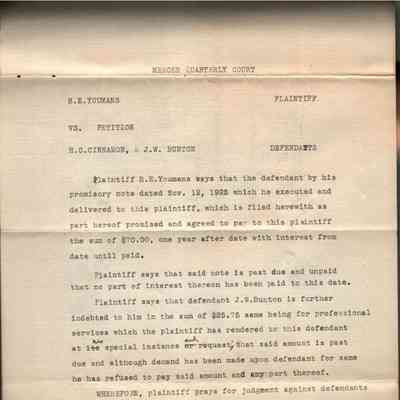 MERCER QUARTERLY COURT
B.E.YOUMANS PLAINTIFF
VS. PETITION
H.C.CINNAMON, & J.W. BUNTON DEFENDANTS
Plaintiff B.E.Youmans says that the defendant by his
promisory note dated Nov. 12, 1925 which he executed and
delivered to this plaintiff, which is filed herewith as
part hereof promised and agreed to pay to this plaintiff
the sum of $70.00, one year after date with interest from
date until paid.
Plaintiff says that said note is past due and unpaid
that no part of interest thereon has been paid to this date.
Plaintiff says that defendant J.W.Bunton is further
indebted to him in the sum of $25.75 same being for professional
services which the plaintiff has rendered to this defendant
at his special instance and request, that said amount is past
due and although demand has been made upon defendant for same
he has refused to pay said amount and any part thereof.
WHEREFORE, plaintiff prays for judgment against defendants